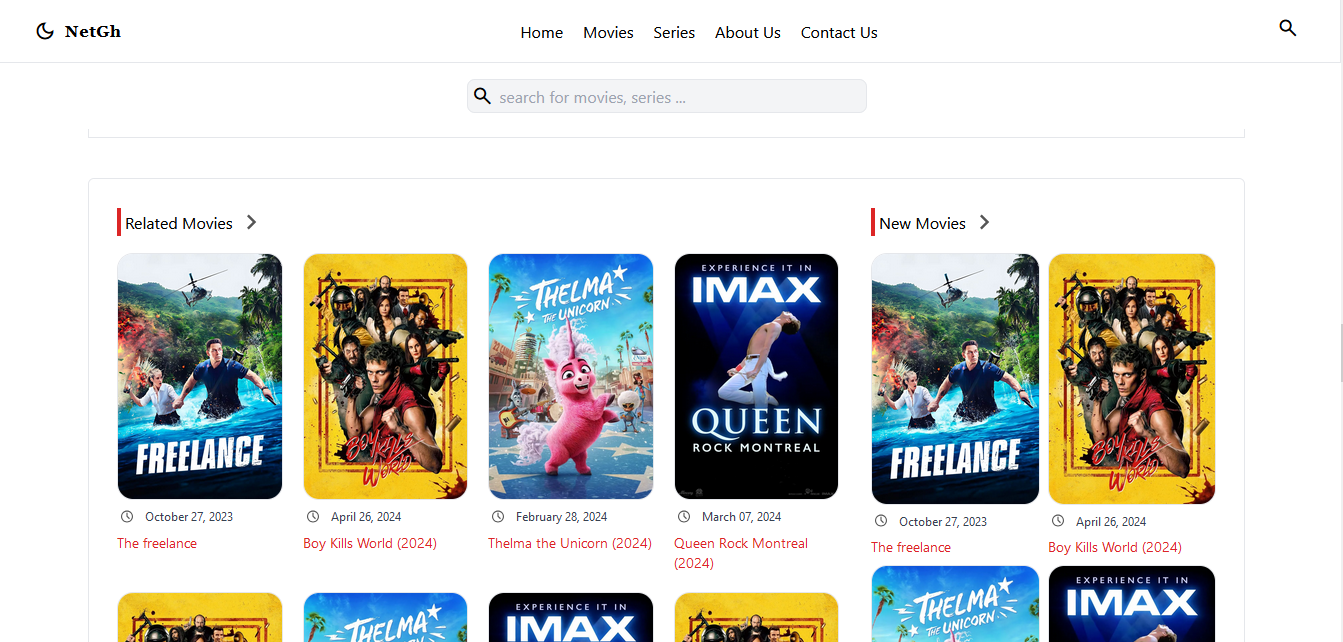 NetGh
Home Movies Series About Us Contact Us
search for movies, series ...
Related Movies
FREELANCE
BOY KILLS WORLD
THELMA
THE UNICORN
EXPERIENCE IT IN
IMAX
QUEEN
ROCK MONTREAL
October 27, 2023
April 26, 2024
February 28, 2024
March 07, 2024
The freelance
Boy Kills World (2024)
Thelma the Unicorn (2024)
Queen Rock Montreal
(2024)
THELMA
EXPERIENCE IT IN
IMAX
New Movies
FREELANCE
BOY KILLS WORLD
October 27, 2023
April 26, 2024
The freelance
Boy Kills World (2024)
THELMA
THE UNICORN
EXPERIENCE IT IN
IMAX